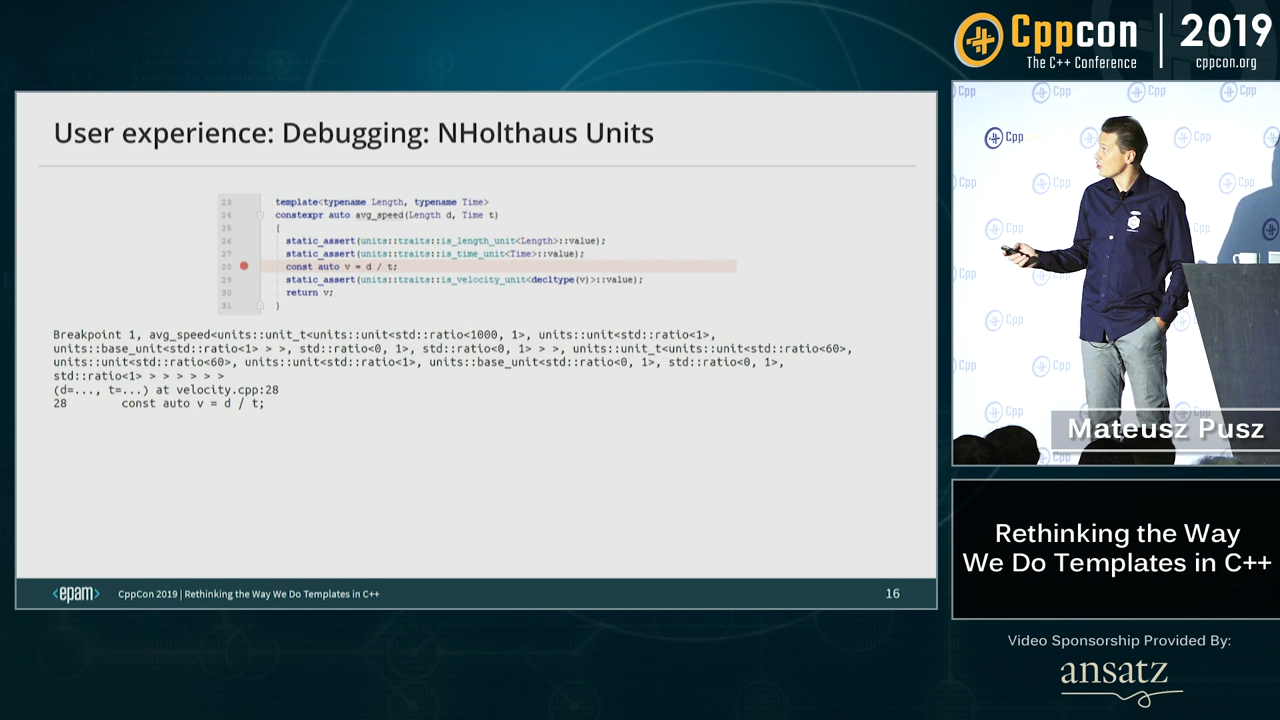 Cppcon
The C++ Conference
2019
cppcon.org
User experience: Debugging: NHolthaus Units
23 template<typename Length, typename Time>
24 constexpr auto avg_speed(Length d, Time t)
25 {
26 static_assert(units::traits::is_length_unit<Length>::value);
27 static_assert(units::traits::is_time_unit<Time>::value);
28 const auto v = d / t;
29 static_assert(units::traits::is_velocity_unit<decltype(v)>::value);
30 return v;
31 }
Breakpoint 1, avg_speed<units::unit_t<units::unit<std::ratio<1000, 1>, units::unit<std::ratio<1>,
units::base_unit<std::ratio<1> > > >, std::ratio<0, 1>, std::ratio<0, 1> > >, units::unit_t<units::unit<std::ratio<60>,
units::unit<std::ratio<60>, units::unit<std::ratio<1>, units::base_unit<std::ratio<0, 1>, std::ratio<0, 1>,
std::ratio<1> > > > > >
(d=..., t=...) at velocity.cpp:28
28 const auto v = d / t;
<epam> CppCon 2019 | Rethinking the Way We Do Templates in C++ 16
Mateusz Pusz
Rethinking the Way
We Do Templates in C++
Video Sponsorship Provided By:
ansatz